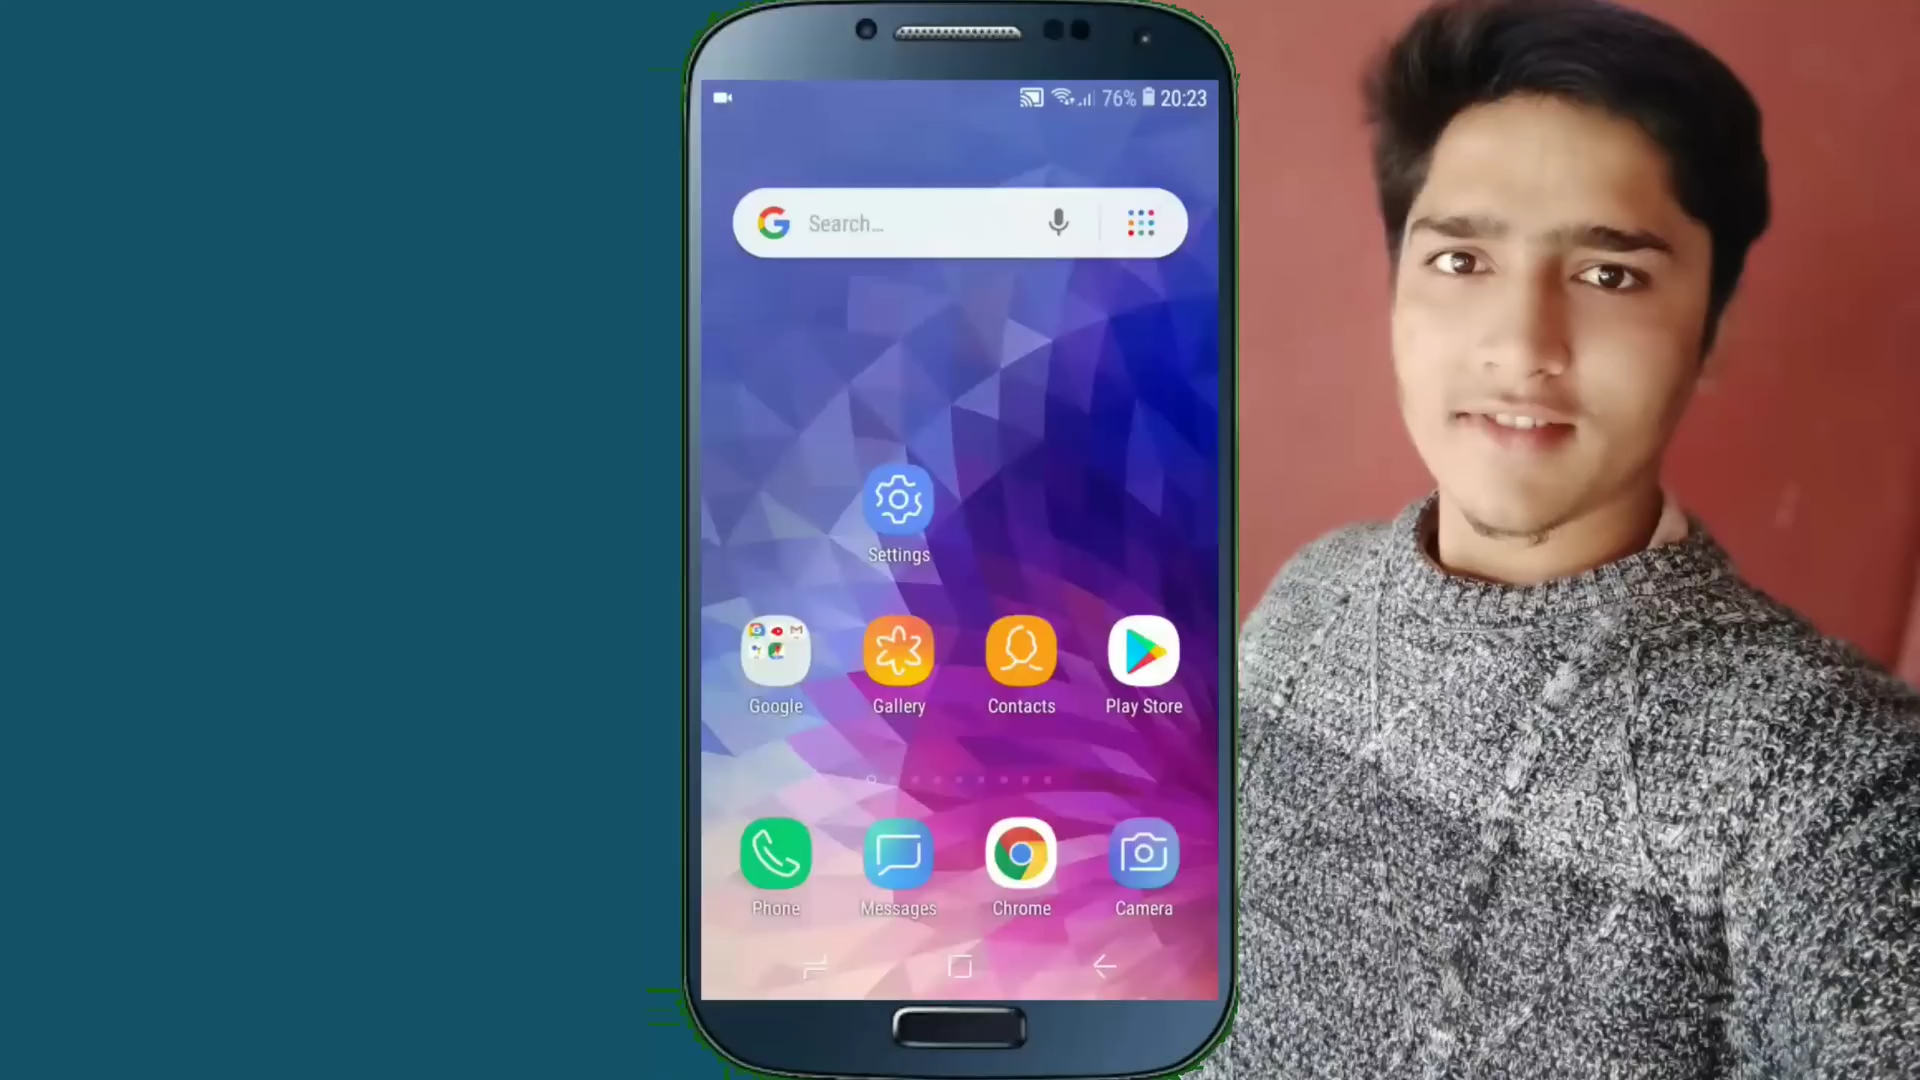 76% 20:23
Search...
Settings
Google Gallery Contacts Play Store
Phone Messages Chrome Camera